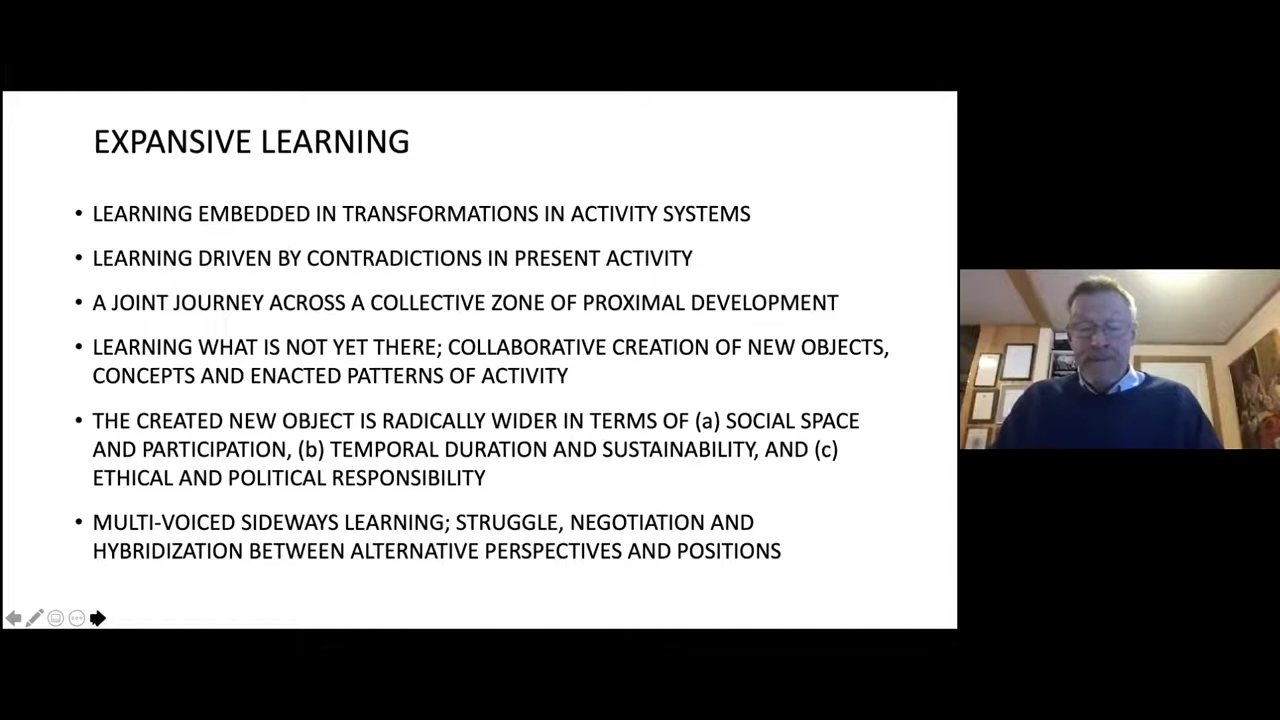 EXPANSIVE LEARNING
• LEARNING EMBEDDED IN TRANSFORMATIONS IN ACTIVITY SYSTEMS
• LEARNING DRIVEN BY CONTRADICTIONS IN PRESENT ACTIVITY
• A JOINT JOURNEY ACROSS A COLLECTIVE ZONE OF PROXIMAL DEVELOPMENT
• LEARNING WHAT IS NOT YET THERE; COLLABORATIVE CREATION OF NEW OBJECTS,
CONCEPTS AND ENACTED PATTERNS OF ACTIVITY
• THE CREATED NEW OBJECT IS RADICALLY WIDER IN TERMS OF (a) SOCIAL SPACE
AND PARTICIPATION, (b) TEMPORAL DURATION AND SUSTAINABILITY, AND (c)
ETHICAL AND POLITICAL RESPONSIBILITY
• MULTI-VOICED SIDEWAYS LEARNING; STRUGGLE, NEGOTIATION AND
HYBRIDIZATION BETWEEN ALTERNATIVE PERSPECTIVES AND POSITIONS